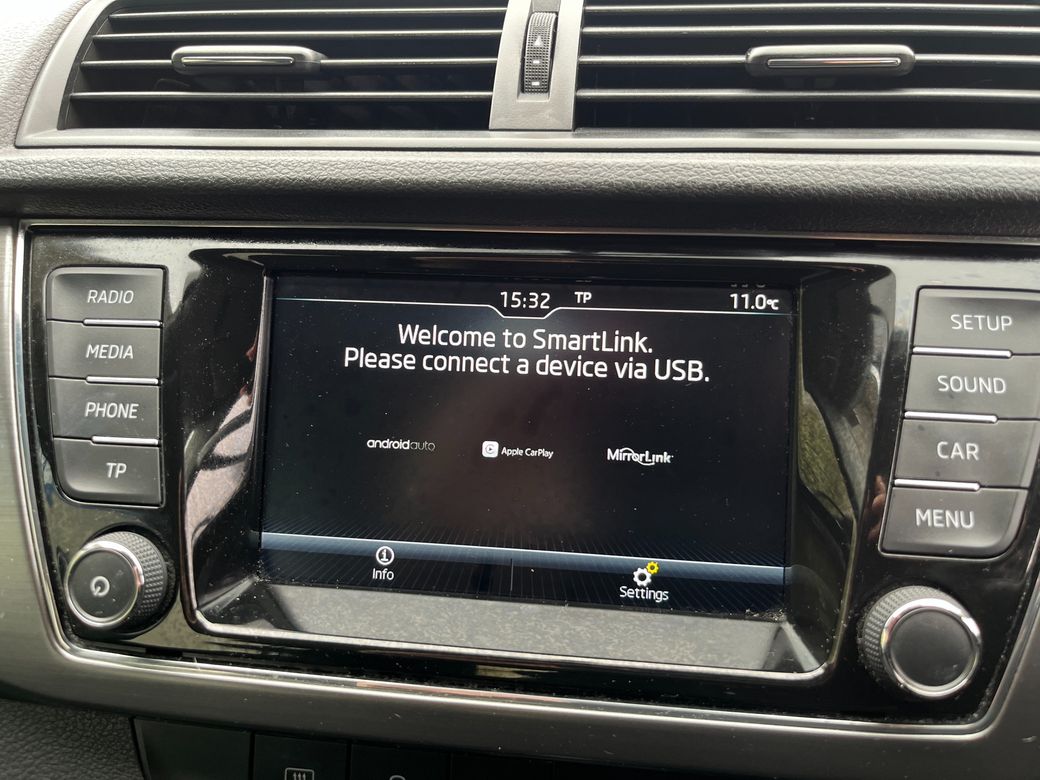 RADIO
MEDIA
PHONE
TP
15:32
TP
11.0°C
Welcome to SmartLink.
Please connect a device via USB.
androidauto
Apple CarPlay
MirrorLink
Info
Settings
SETUP
SOUND
CAR
MENU